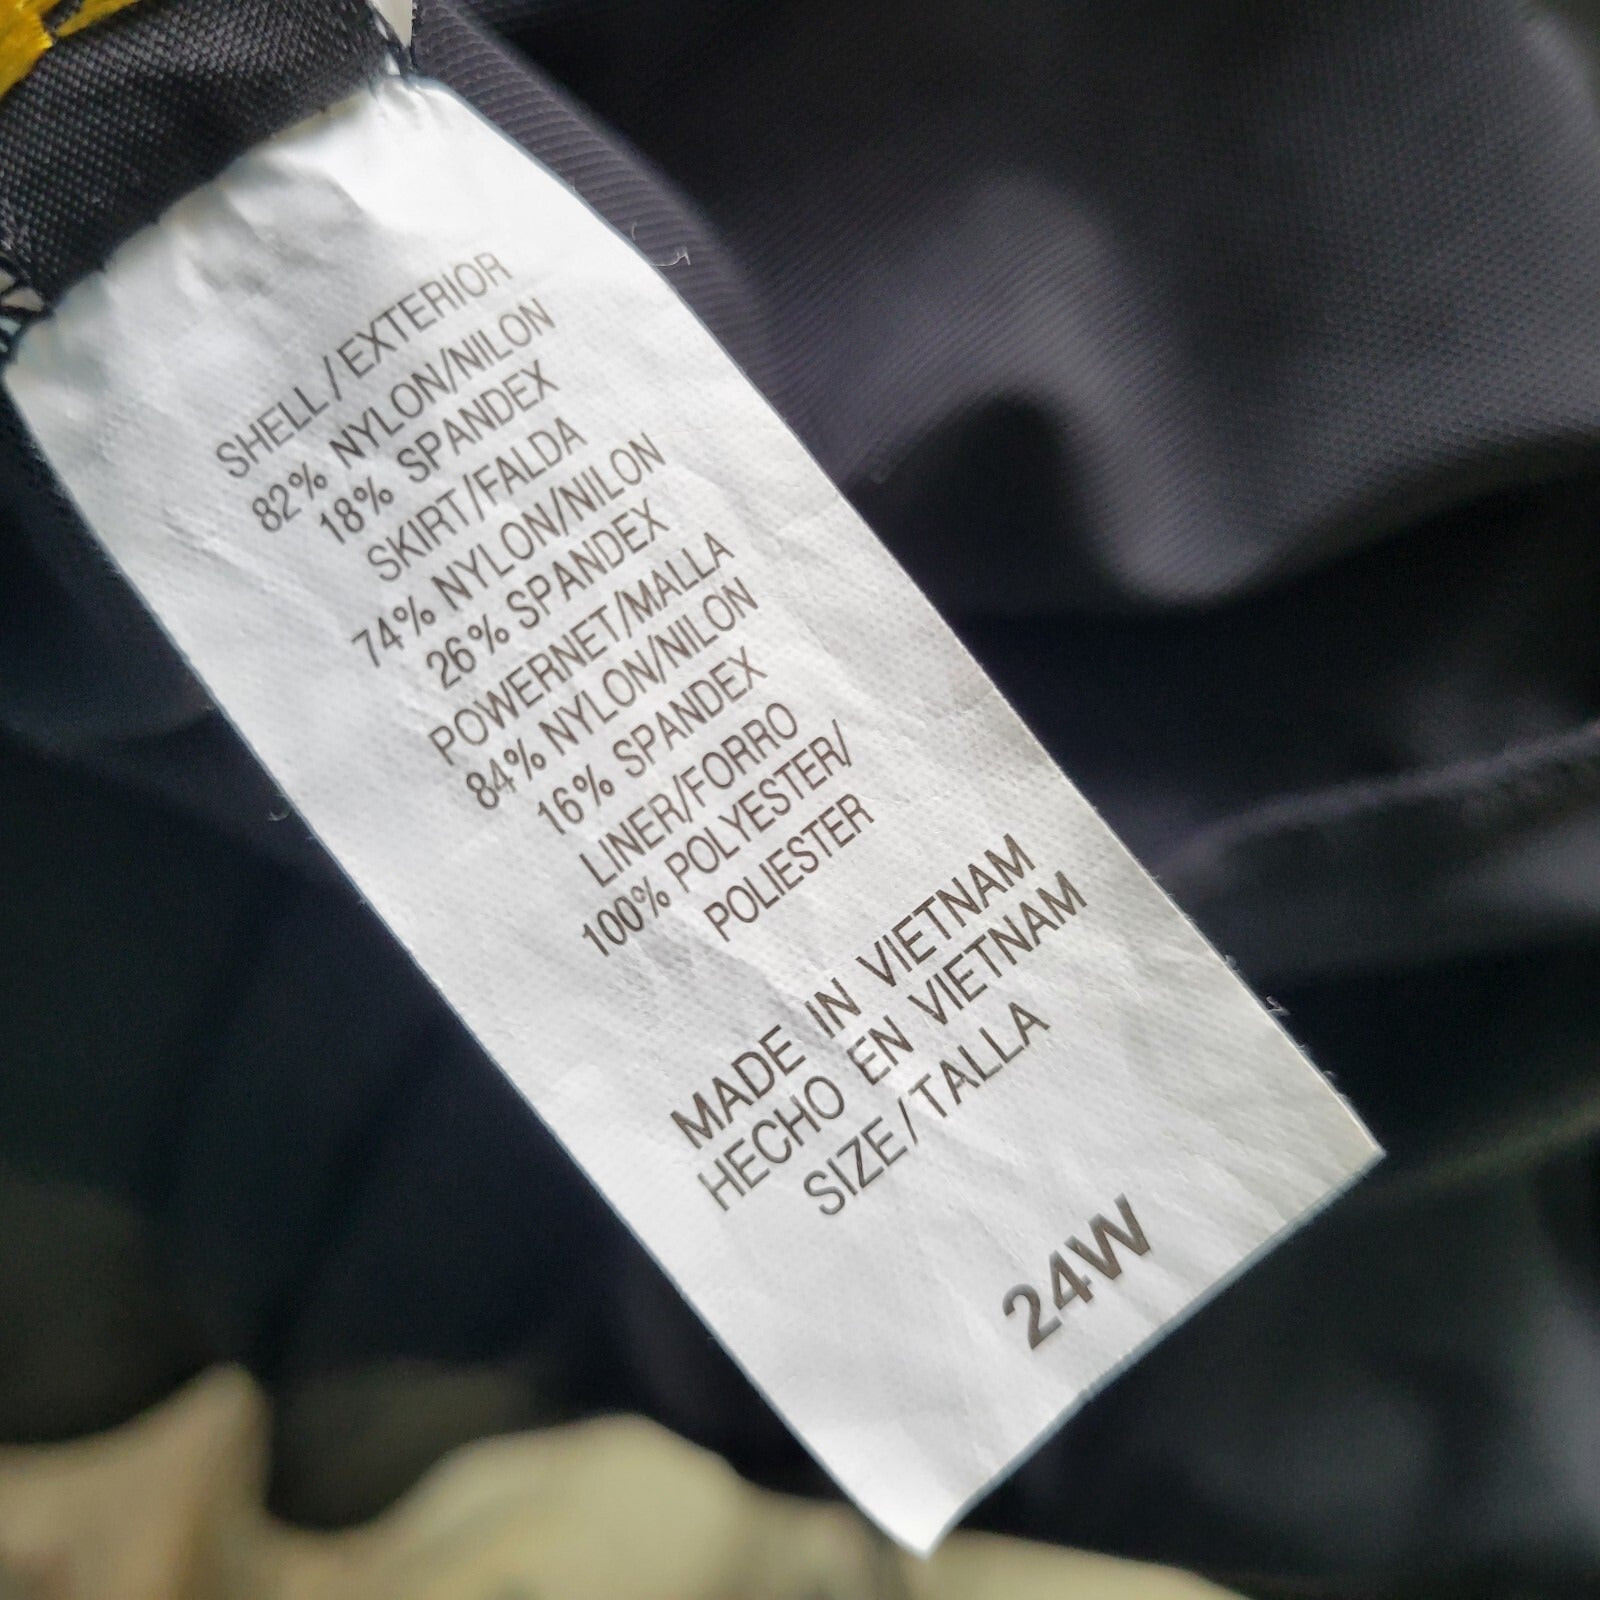 SHELL/EXTERIOR
82% NYLON/NILON
18% SPANDEX
SKIRT/FALDA
74% NYLON/NILON
26% SPANDEX
POWERNET/MALLA
84% NYLON/NILON
16% SPANDEX
LINER/FORRO
100% POLYESTER/
POLIESTER
MADE IN VIETNAM
HECHO EN VIETNAM
SIZE/TALLA
24W